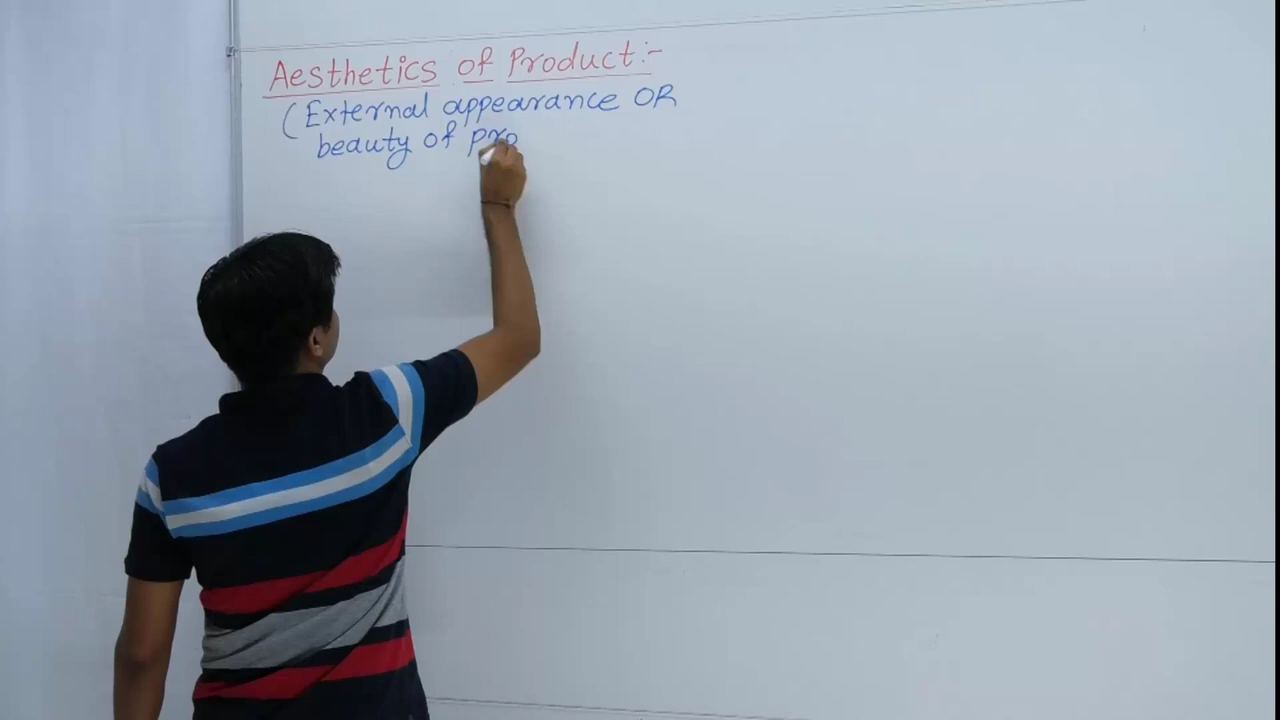 Aesthetics of Product:-
(External appearance OR
beauty of pro